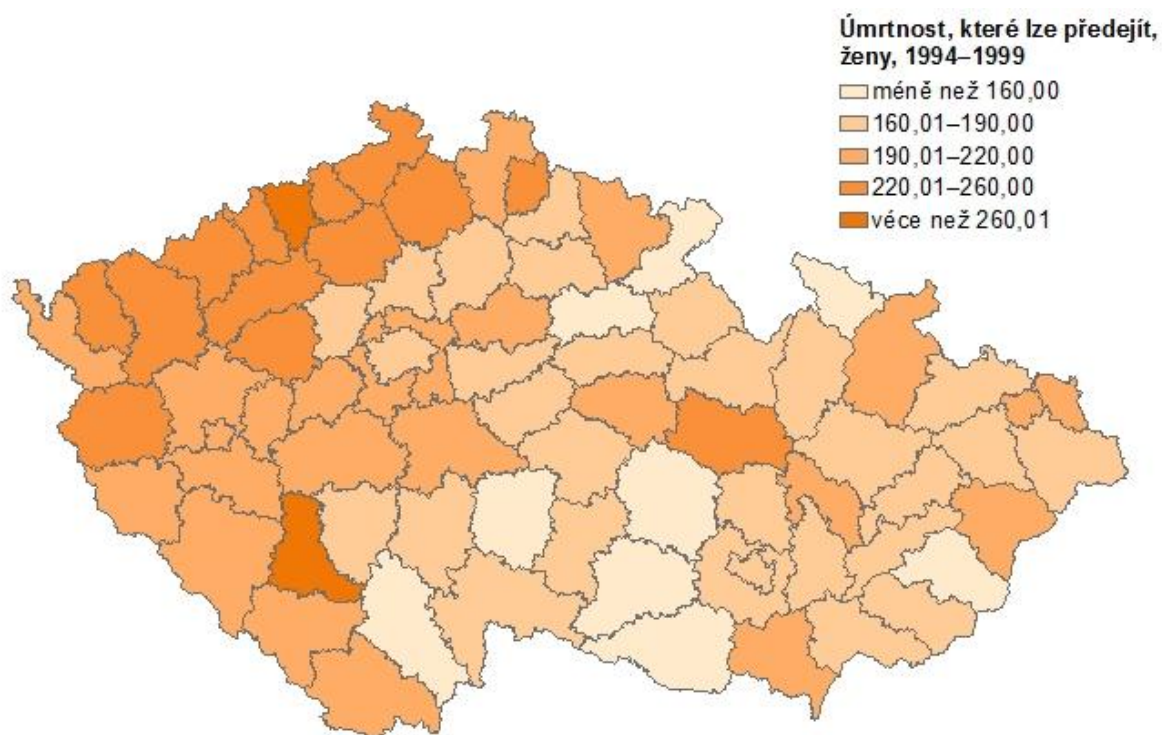 Úmrtnost, které lze předejít,
ženy, 1994–1999
méně než 160,00
160,01–190,00
190,01–220,00
220,01–260,00
véce než 260,01